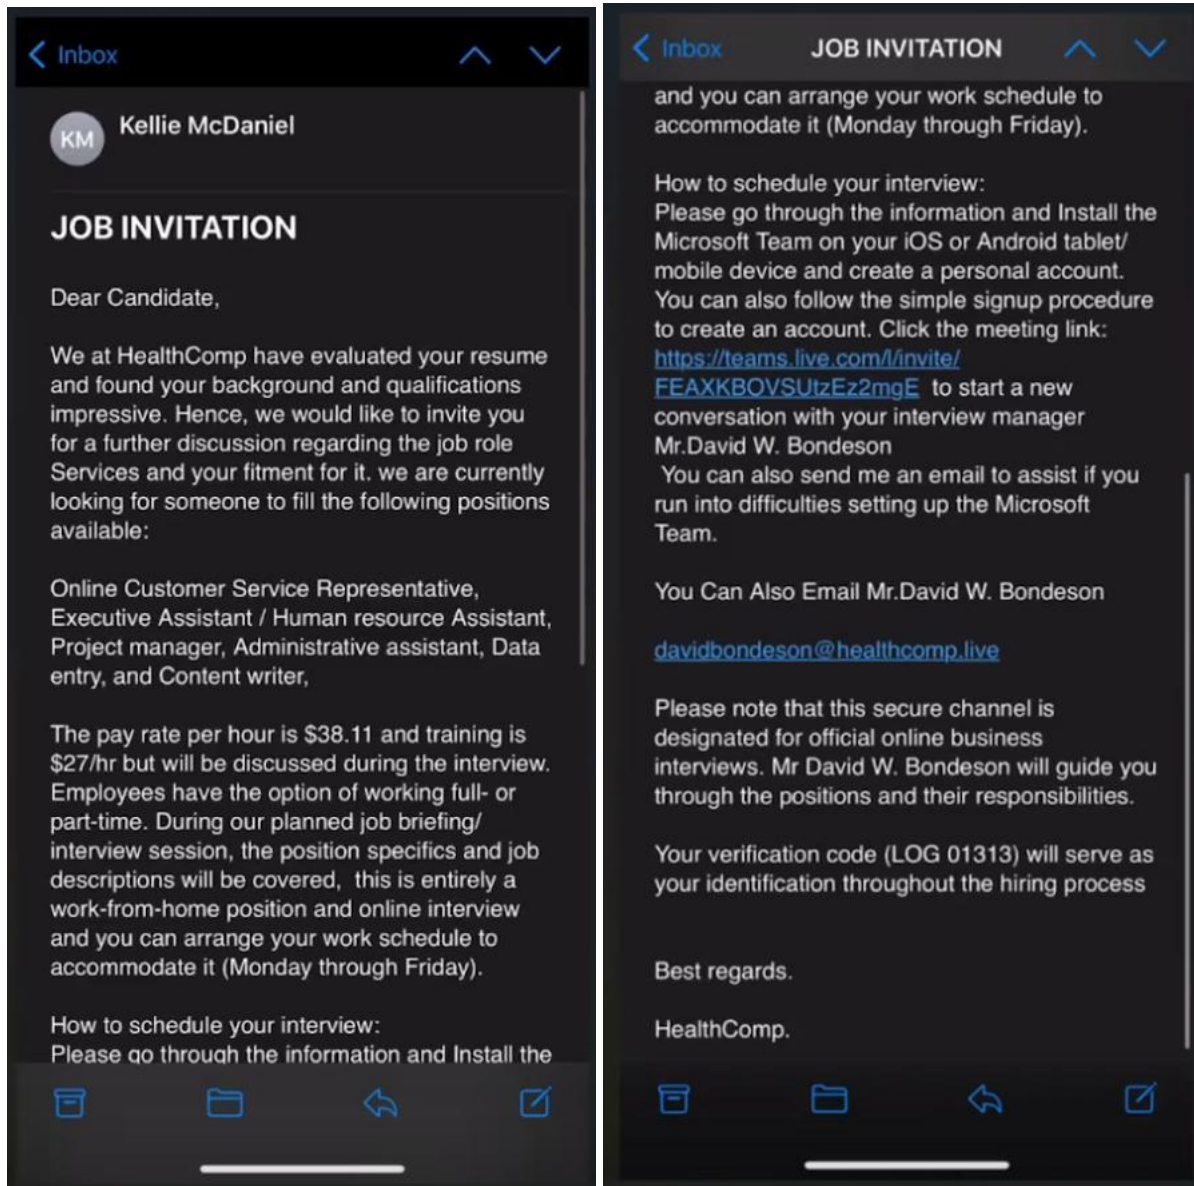 Inbox
KM
Kellie McDaniel
JOB INVITATION
Dear Candidate,
We at HealthComp have evaluated your resume
and found your background and qualifications
impressive. Hence, we would like to invite you
for a further discussion regarding the job role
Services and your fitment for it. we are currently
looking for someone to fill the following positions
available:
Online Customer Service Representative,
Executive Assistant / Human resource Assistant,
Project manager, Administrative assistant, Data
entry, and Content writer,
The pay rate per hour is $38.11 and training is
$27/hr but will be discussed during the interview.
Employees have the option of working full- or
part-time. During our planned job briefing/
interview session, the position specifics and job
descriptions will be covered,  this is entirely a
work-from-home position and online interview
and you can arrange your work schedule to
accommodate it (Monday through Friday).
How to schedule your interview:
Please go through the information and Install the
Inbox
JOB INVITATION
and you can arrange your work schedule to
accommodate it (Monday through Friday).
How to schedule your interview:
Please go through the information and Install the
Microsoft Team on your iOS or Android tablet/
mobile device and create a personal account.
You can also follow the simple signup procedure
to create an account. Click the meeting link:
https://teams.live.com/l/invite/
FEAXKBOVSUtzEz2mgE  to start a new
conversation with your interview manager
Mr.David W. Bondeson
You can also send me an email to assist if you
run into difficulties setting up the Microsoft
Team.
You Can Also Email Mr.David W. Bondeson
davidbondeson@healthcomp.live
Please note that this secure channel is
designated for official online business
interviews. Mr David W. Bondeson will guide you
through the positions and their responsibilities.
Your verification code (LOG 01313) will serve as
your identification throughout the hiring process
Best regards.
HealthComp.